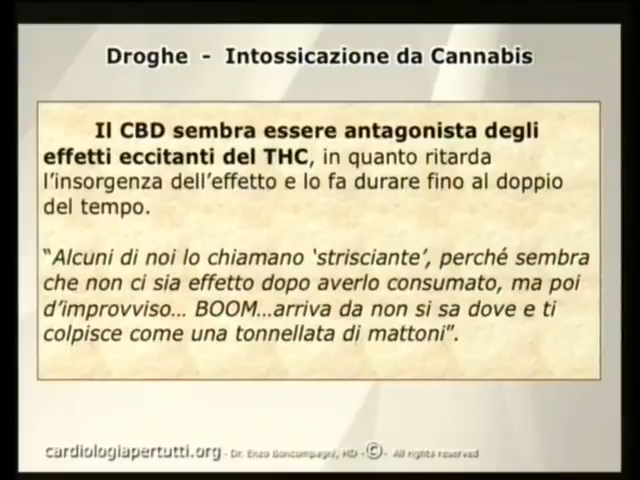 Droghe - Intossicazione da Cannabis
Il CBD sembra essere antagonista degli
effetti eccitanti del THC, in quanto ritarda
l'insorgenza dell'effetto e lo fa durare fino al doppio
del tempo.
"Alcuni di noi lo chiamano 'strisciante', perché sembra
che non ci sia effetto dopo averlo consumato, ma poi
d'improvviso... BOOM...arriva da non si sa dove e ti
colpisce come una tonnellata di mattoni".
cardiologiapertutti.org - Dr. Enzo Boncompagni, MD - © - All rights reserved